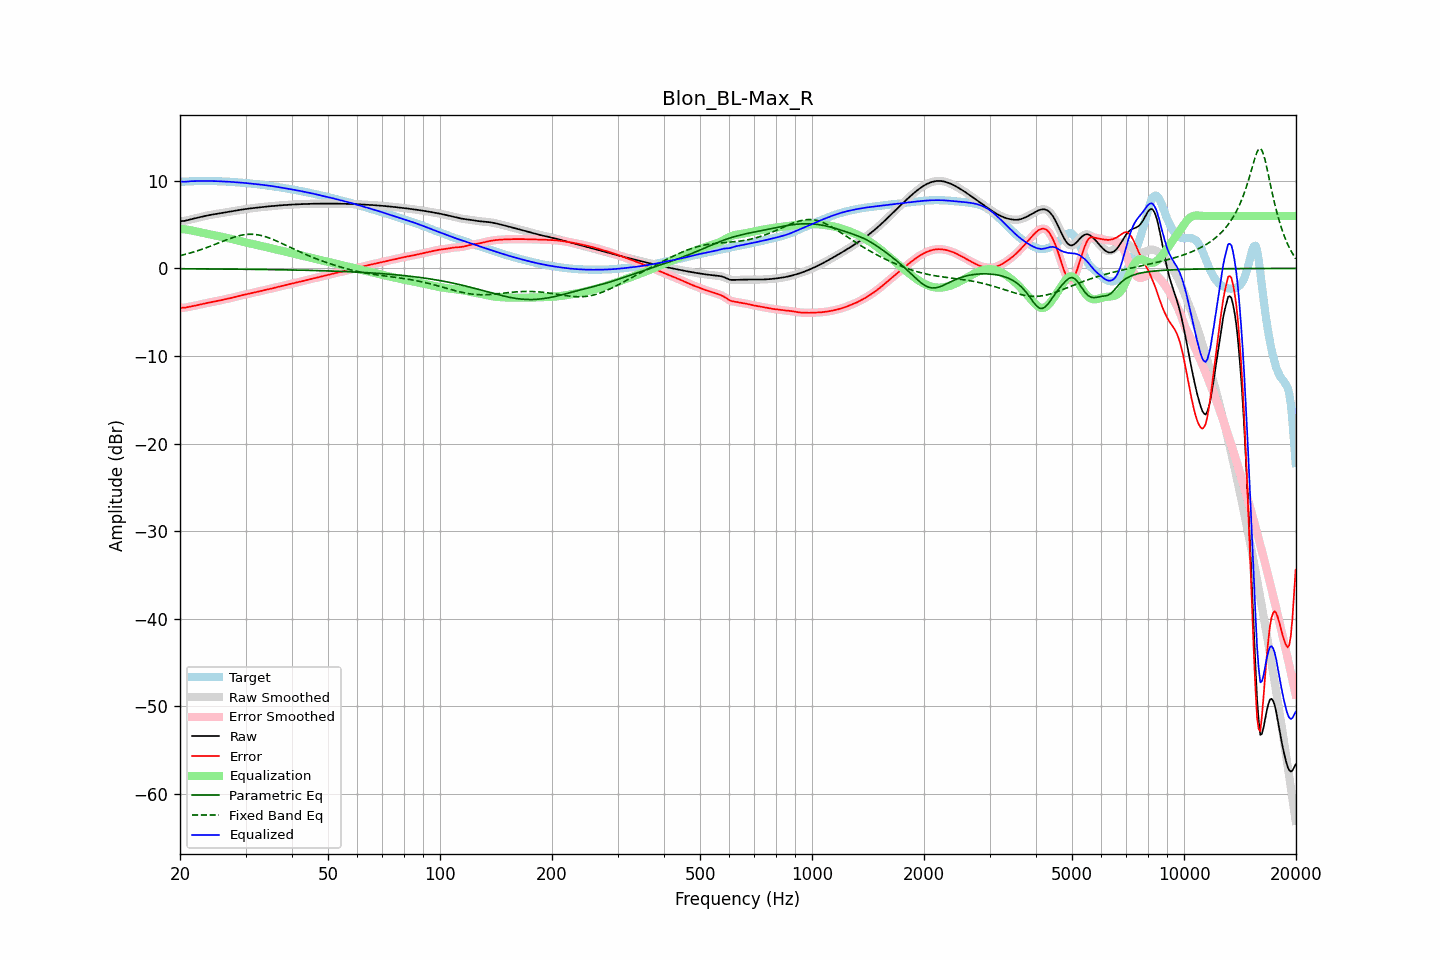 Blon_BL-Max_R
Amplitude (dBr)
10
0
−10
−20
−30
−40
−50
−60
Target
Raw Smoothed
Error Smoothed
Raw
Error
Equalization
Parametric Eq
Fixed Band Eq
Equalized
20 50 100 200 500 1000 2000 5000 10000 20000
Frequency (Hz)